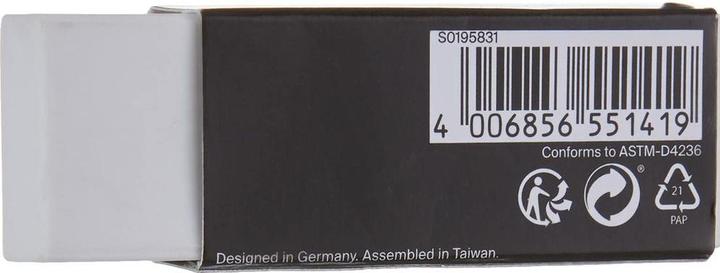 S0195831
4 006856 551419
Conforms to ASTM-D4236
®
21
PAP
Designed in Germany. Assembled in Taiwan.